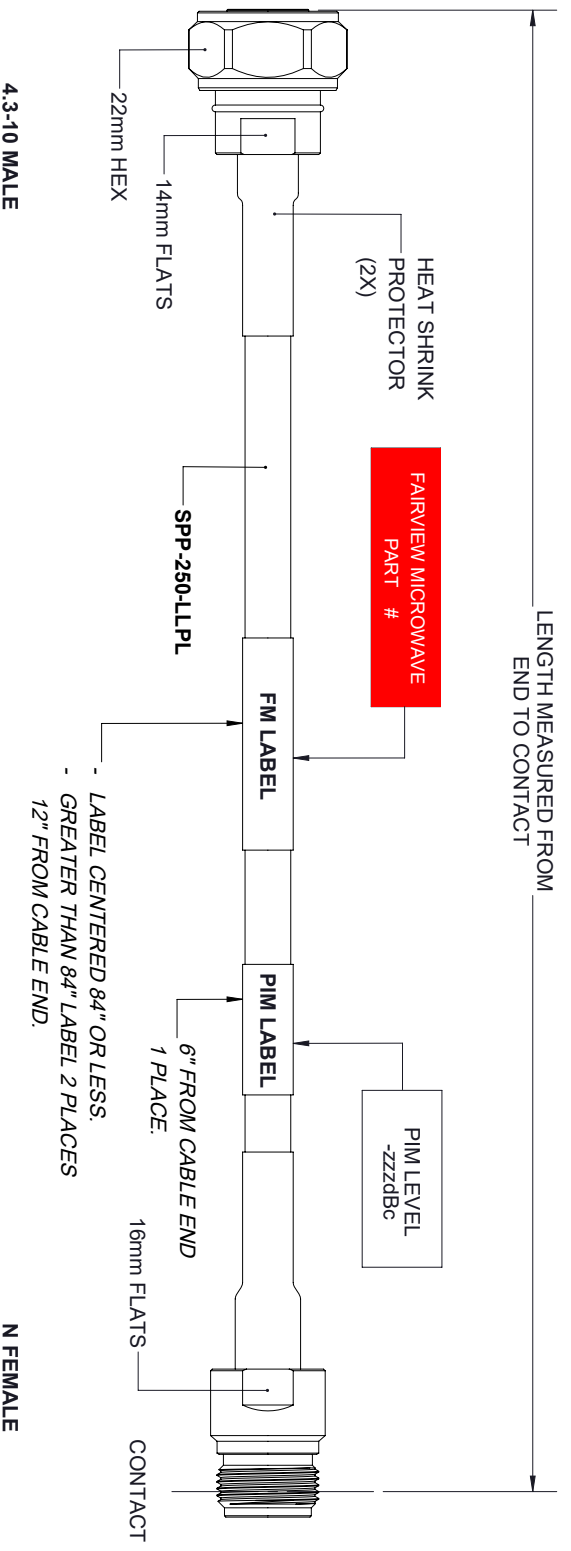 LENGTH MEASURED FROM
END TO CONTACT
HEAT SHRINK
PROTECTOR
(2X)
FAIRVIEW MICROWAVE
PART #
PIM LEVEL
-zzzdBc
FM LABEL
PIM LABEL
14mm FLATS
22mm HEX
SPP-250-LLPL
- LABEL CENTERED 84" OR LESS.
- GREATER THAN 84" LABEL 2 PLACES
12" FROM CABLE END.
6" FROM CABLE END
1 PLACE.
16mm FLATS
CONTACT
4.3-10 MALE
N FEMALE